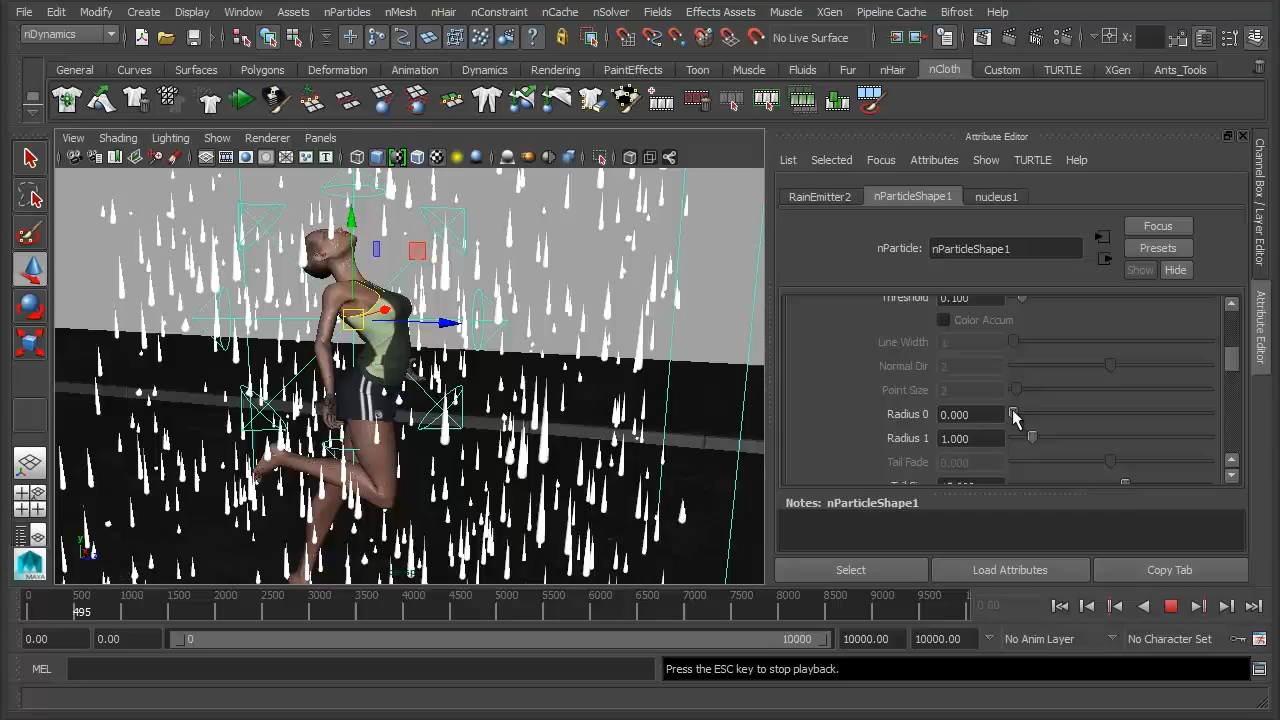 File Edit Modify Create Display Window Assets nParticles nMesh nHair nConstraint nCache nSolver Fields Effects Assets Muscle XGen Pipeline Cache Bifrost Help
nDynamics No Live Surface X:
General Curves Surfaces Polygons Deformation Animation Dynamics Rendering PaintEffects Toon Muscle Fluids Fur nHair nCloth Custom TURTLE XGen Ants_Tools
View Shading Lighting Show Renderer Panels
Attribute Editor
List Selected Focus Attributes Show TURTLE Help
RainEmitter2 nParticleShape1 nucleus1
Focus
nParticle: nParticleShape1
Presets
Show Hide
Threshold 0.100
Color Accum
Line Width 1
Normal Dir 2
Point Size 2
Radius 0 0.000
Radius 1 1.000
Tail Fade 0.000
Notes: nParticleShape1
Select Load Attributes Copy Tab
Channel Box / Layer Editor
Attribute Editor
y
MAYA
0 500 1000 1500 2000 2500 3000 3500 4000 4500 5000 5500 6000 6500 7000 7500 8000 8500 9000 9500 1
495
0.00
0.00 0.00 0 10000 10000.00 10000.00 No Anim Layer No Character Set
MEL Press the ESC key to stop playback.